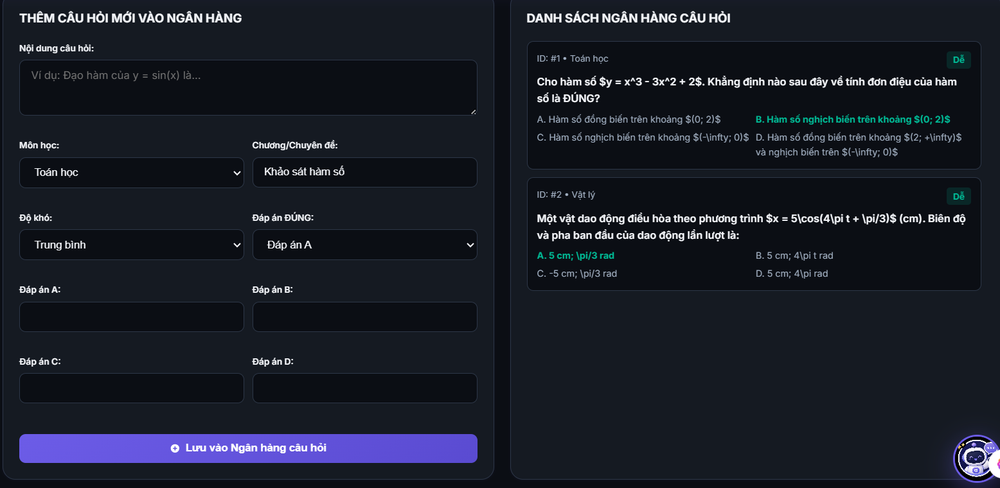 THÊM CÂU HỎI MỚI VÀO NGÂN HÀNG
Nội dung câu hỏi:
Ví dụ: Đạo hàm của y = sin(x) là...
Môn học:
Chương/Chuyên đề:
Toán học
Khảo sát hàm số
Độ khó:
Đáp án ĐÚNG:
Trung bình
Đáp án A
Đáp án A:
Đáp án B:
Đáp án C:
Đáp án D:
Lưu vào Ngân hàng câu hỏi
DANH SÁCH NGÂN HÀNG CÂU HỎI
ID: #1 • Toán học
Dễ
Cho hàm số $y = x^3 - 3x^2 + 2$. Khẳng định nào sau đây về tính đơn điệu của hàm
số là ĐÚNG?
A. Hàm số đồng biến trên khoảng $(0; 2)$
B. Hàm số nghịch biến trên khoảng $(0; 2)$
C. Hàm số nghịch biến trên khoảng $(-\infty; 0)$
D. Hàm số đồng biến trên khoảng $(2; +\infty)$
và nghịch biến trên $(-\infty; 0)$
ID: #2 • Vật lý
Dễ
Một vật dao động điều hòa theo phương trình $x = 5\cos(4\pi t + \pi/3)$ (cm). Biên độ
và pha ban đầu của dao động lần lượt là:
A. 5 cm; \pi/3 rad
B. 5 cm; 4\pi t rad
C. -5 cm; \pi/3 rad
D. 5 cm; 4\pi rad